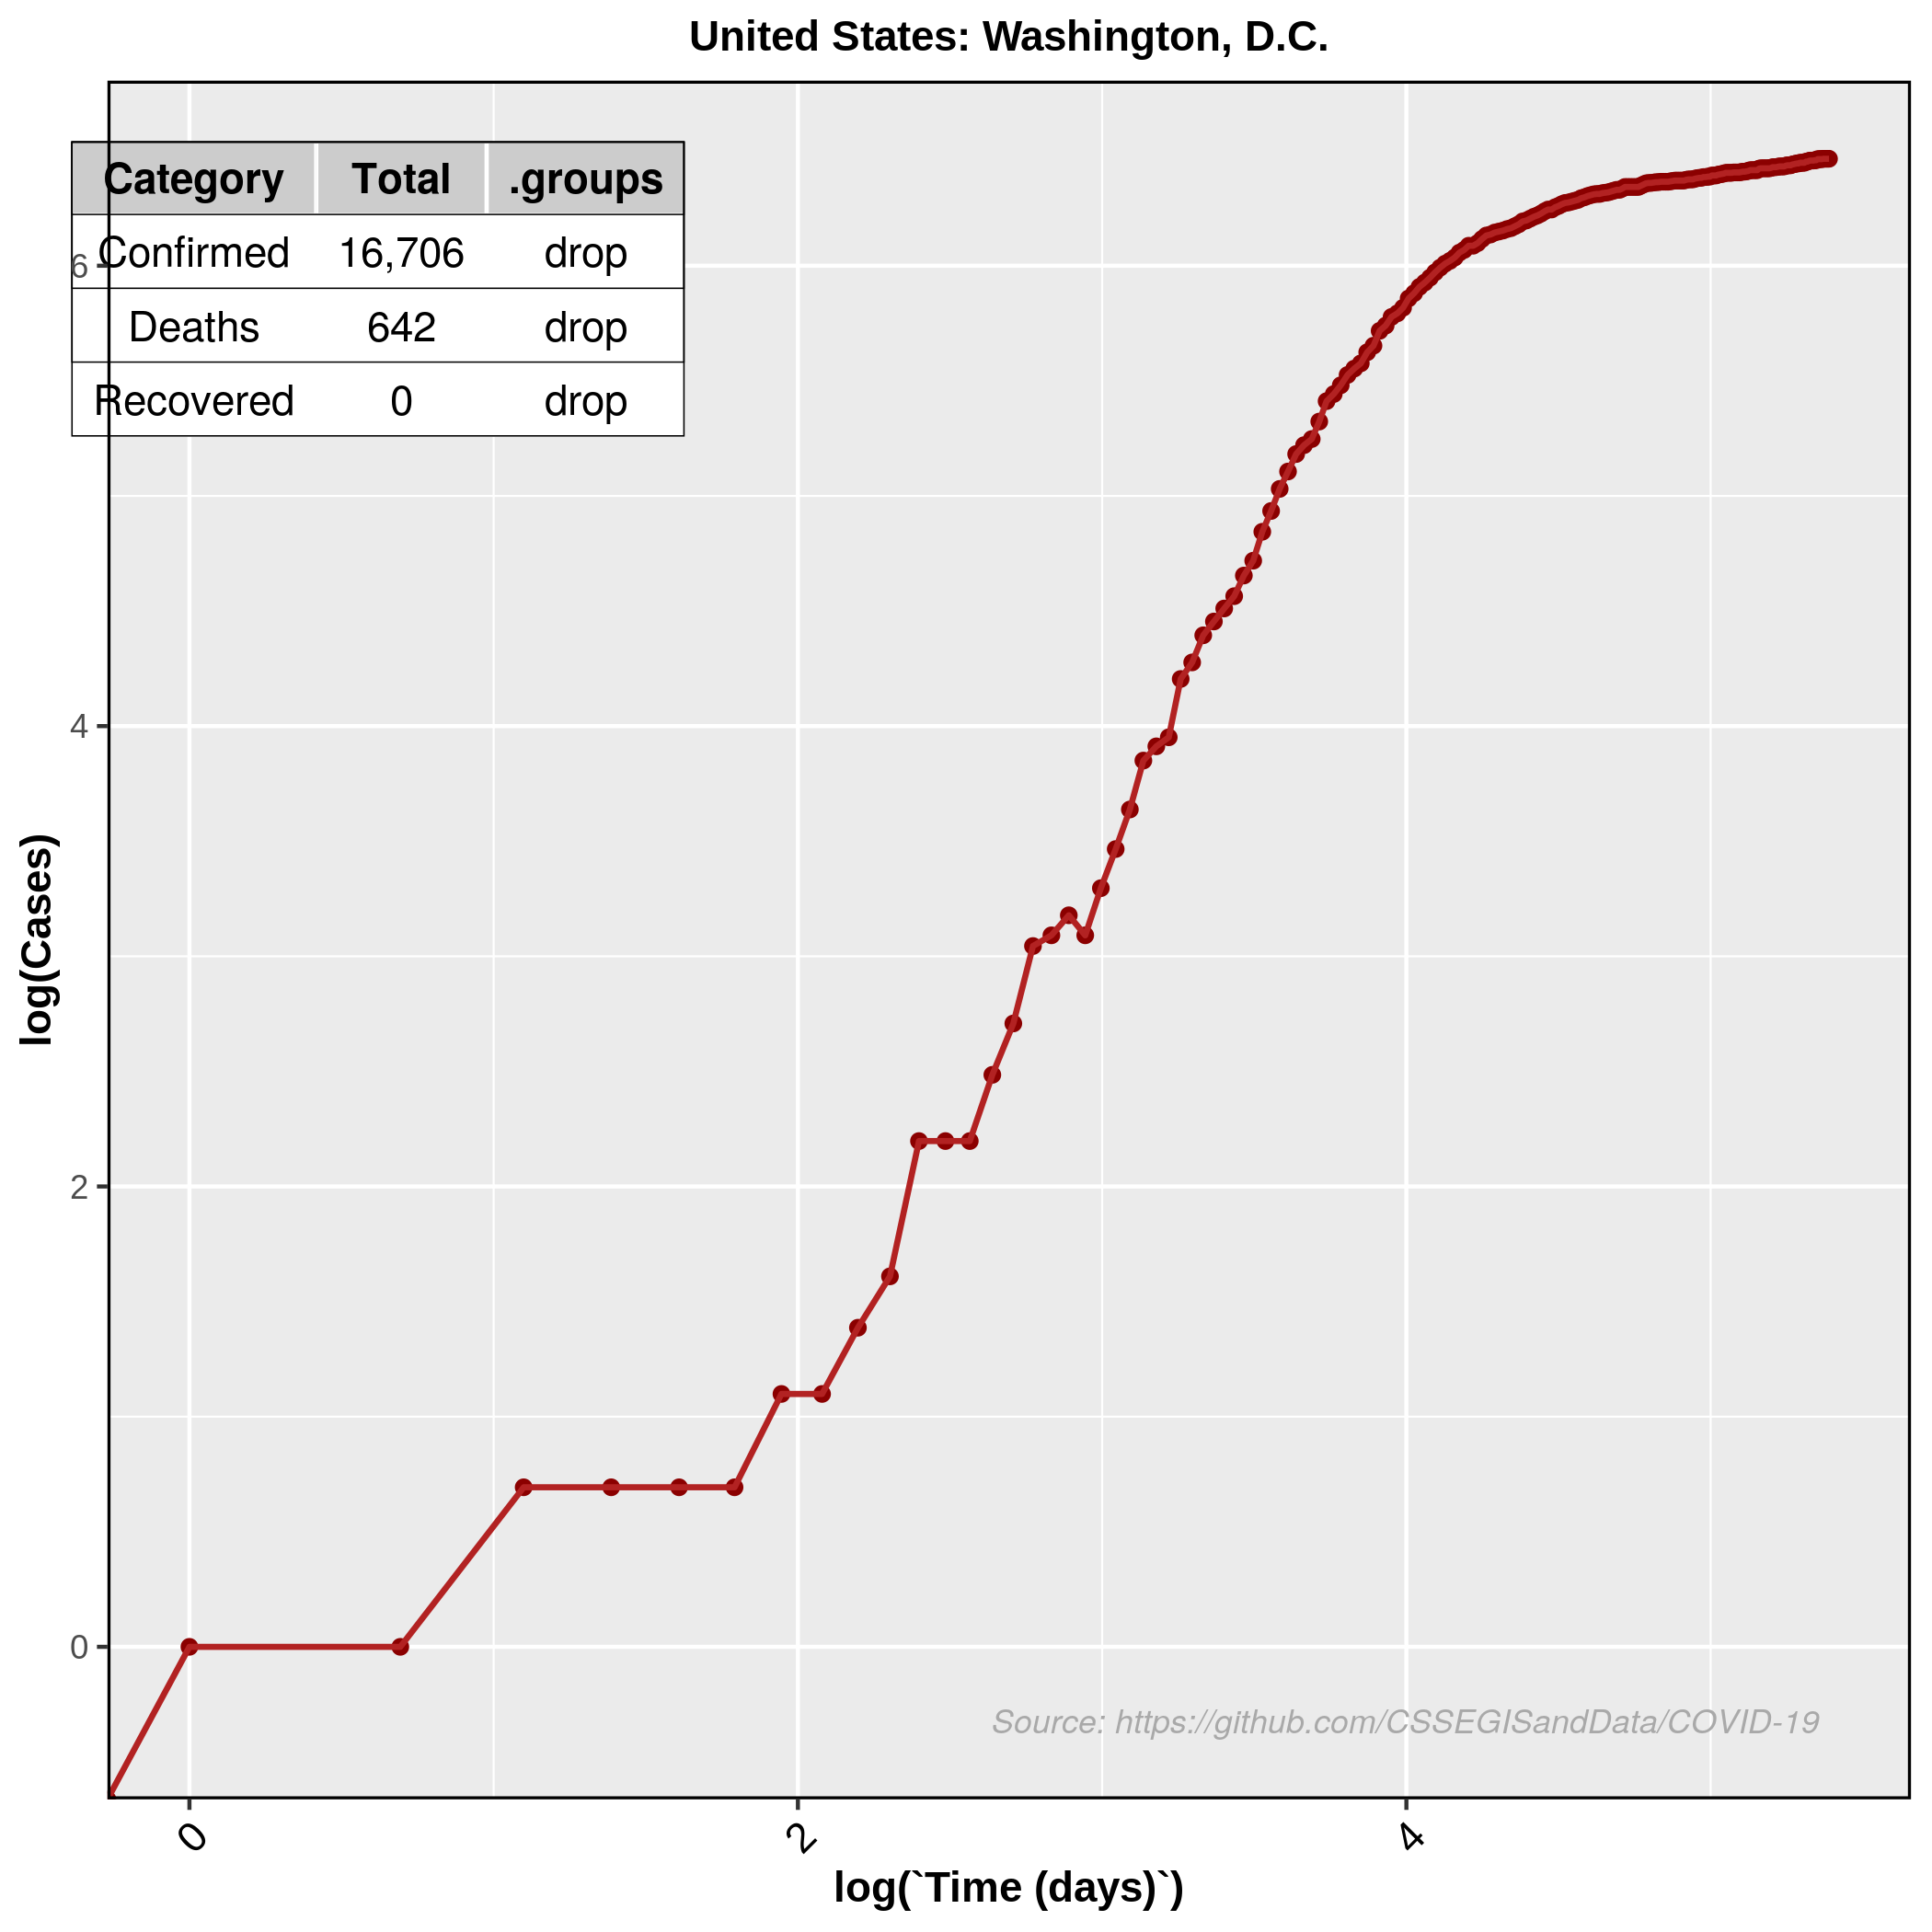 United States: Washington, D.C.
Category Total .groups
Confirmed 16,706 drop
Deaths 642 drop
Recovered 0 drop
6
4
2
0
log(Cases)
Source: https://github.com/CSSEGISandData/COVID-19
0 2 4
log(`Time (days)`)